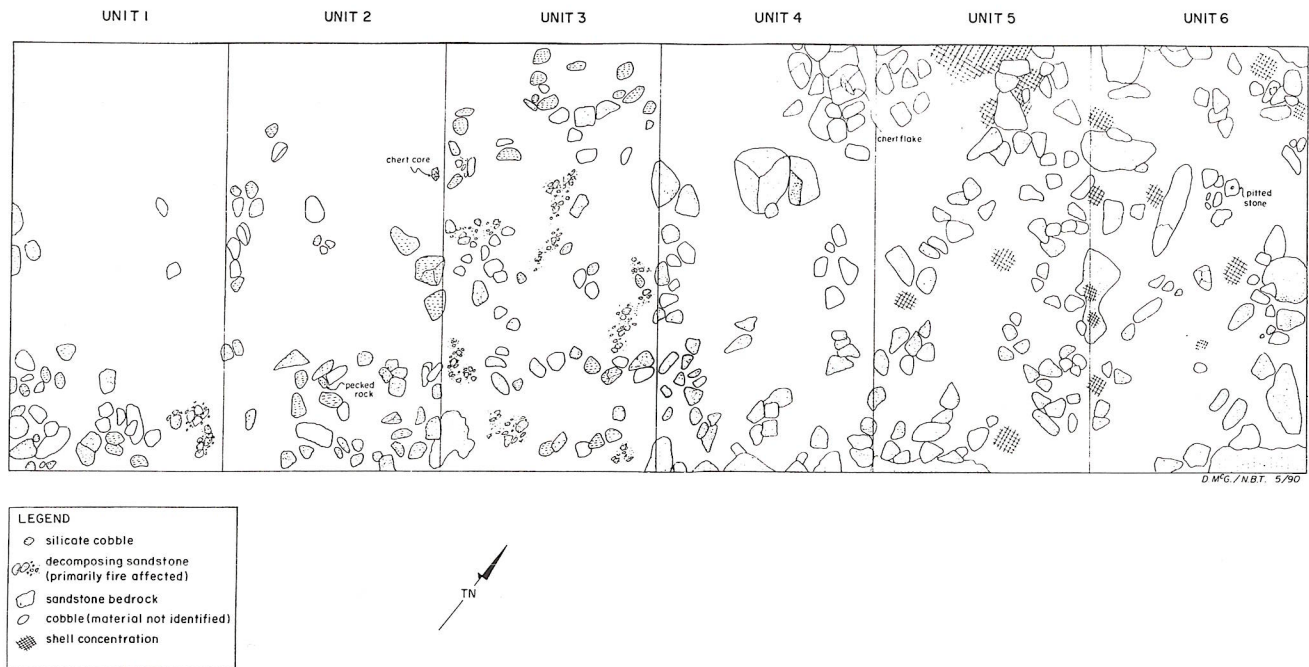 UNIT 1
UNIT 2
UNIT 3
UNIT 4
UNIT 5
UNIT 6
chert core
chert flake
pitted
stone
pecked
rock
D McG. / N.B.T. 5/90
LEGEND
silicate cobble
decomposing sandstone
(primarily fire affected)
sandstone bedrock
cobble (material not identified)
shell concentration
TN